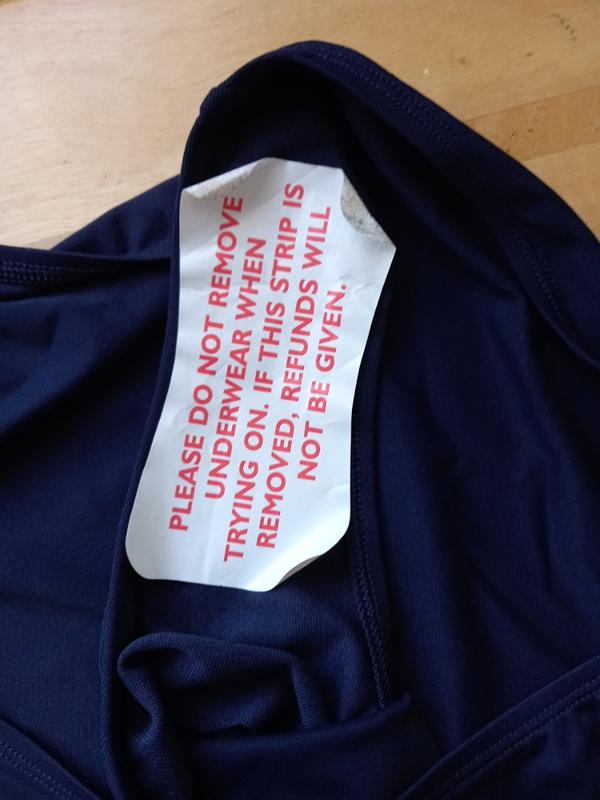 PLEASE DO NOT REMOVE
UNDERWEAR WHEN
TRYING ON. IF THIS STRIP IS
REMOVED, REFUNDS WILL
NOT BE GIVEN.